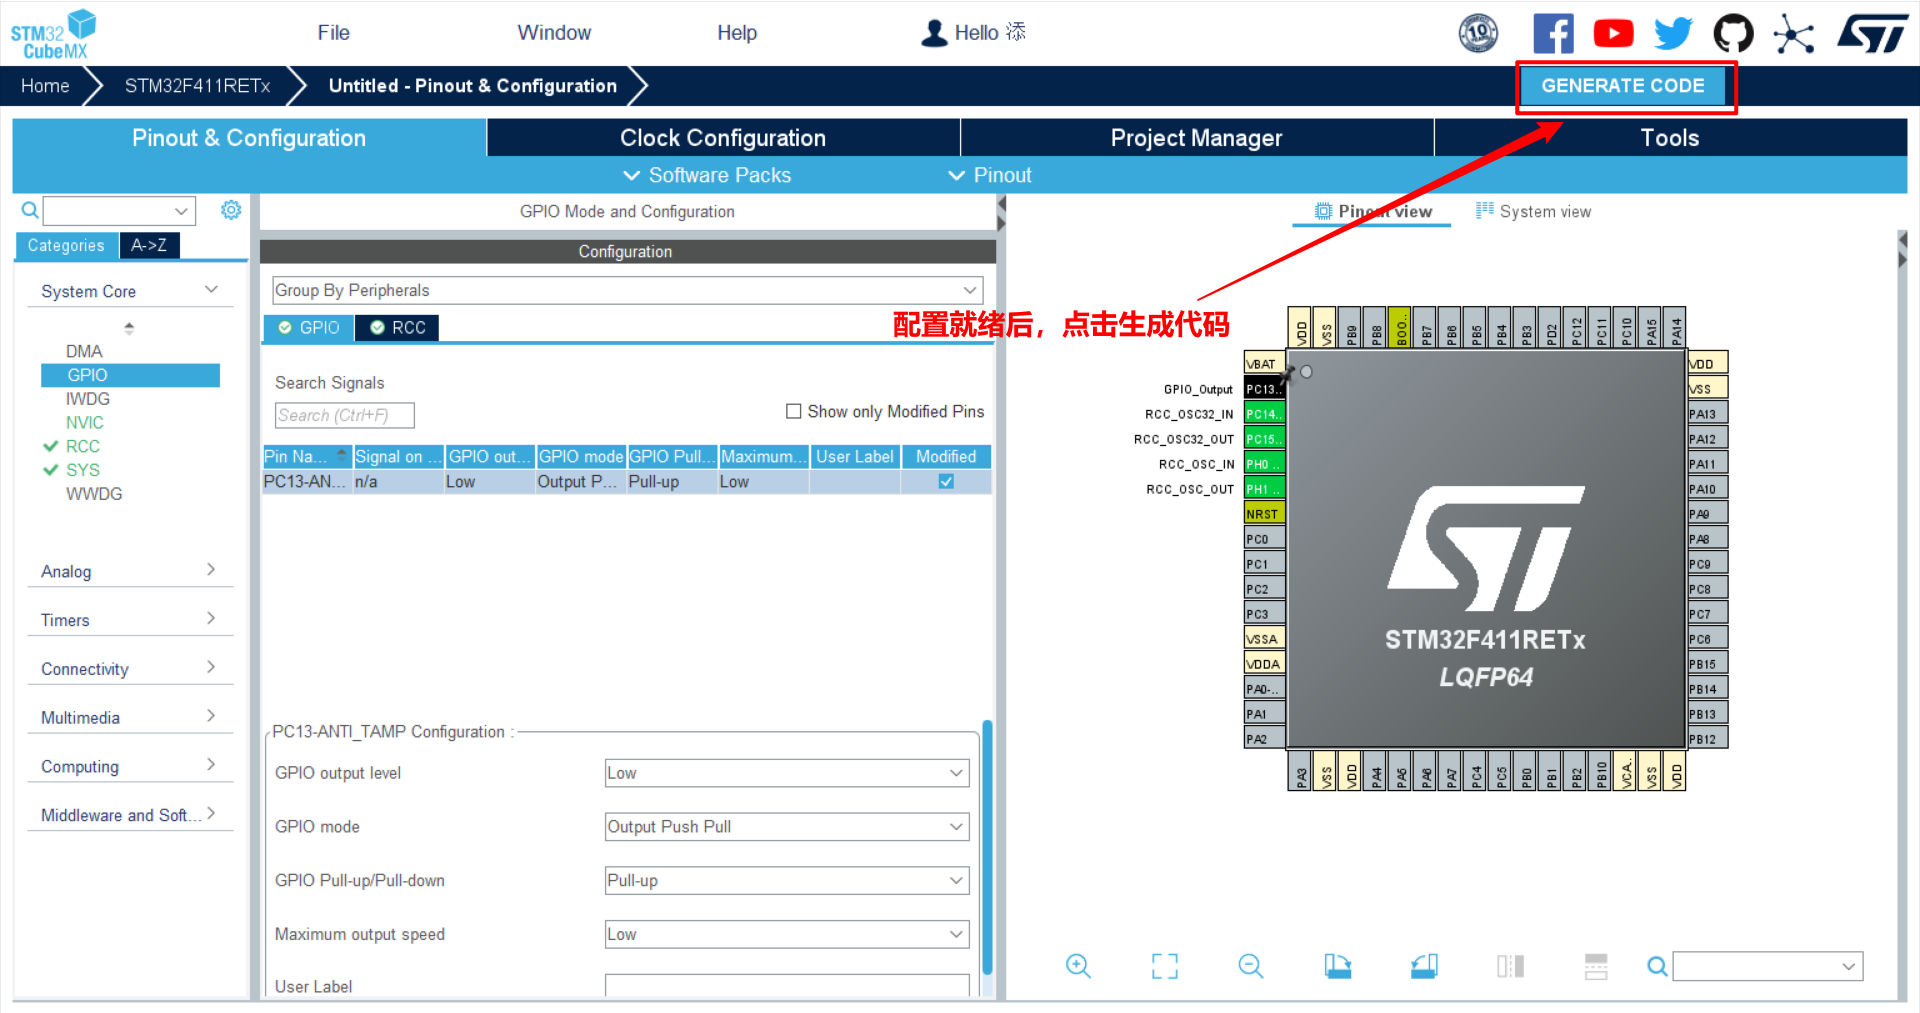 STM32
CubeMX
File
Window
Help
Hello 添
10
Home
STM32F411RETx
Untitled - Pinout & Configuration
GENERATE CODE
Pinout & Configuration
Clock Configuration
Project Manager
Tools
Software Packs
Pinout
GPIO Mode and Configuration
Pinout view
System view
Categories
A->Z
Configuration
System Core
Group By Peripherals
GPIO
RCC
配置就绪后，点击生成代码
DMA
GPIO
IWDG
NVIC
RCC
SYS
WWDG
Search Signals
Search (Ctrl+F)
Show only Modified Pins
Pin Na...
Signal on ...
GPIO out...
GPIO mode
GPIO Pull...
Maximum...
User Label
Modified
PC13-AN...
n/a
Low
Output P...
Pull-up
Low
Analog
Timers
Connectivity
Multimedia
Computing
Middleware and Soft...
PC13-ANTI_TAMP Configuration :
GPIO output level
Low
GPIO mode
Output Push Pull
GPIO Pull-up/Pull-down
Pull-up
Maximum output speed
Low
User Label
VDD
VSS
PB9
PB8
BOO..
PB7
PB6
PB5
PB4
PB3
PD2
PC12
PC11
PC10
PA15
PA14
VBAT
GPIO_Output
PC13..
RCC_OSC32_IN
PC14..
RCC_OSC32_OUT
PC15..
RCC_OSC_IN
PH0 ..
RCC_OSC_OUT
PH1 ..
NRST
PC0
PC1
PC2
PC3
VSSA
VDDA
PA0-..
PA1
PA2
VDD
VSS
PA13
PA12
PA11
PA10
PA9
PA8
PC9
PC8
PC7
PC6
PB15
PB14
PB13
PB12
STM32F411RETx
LQFP64
PA3
VSS
VDD
PA4
PA5
PA6
PA7
PC4
PC5
PB0
PB1
PB2
PB10
VCA..
VSS
VDD